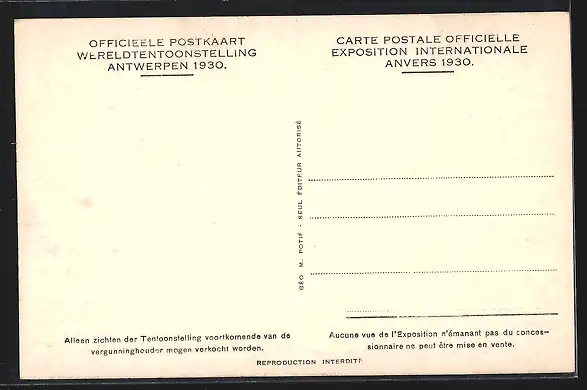 OFFICIEELE POSTKAART
WERELDTENTOONSTELLING
ANTWERPEN 1930.
CARTE POSTALE OFFICIELLE
EXPOSITION INTERNATIONALE
ANVERS 1930.
GÉO M. POTIÉ - SEUL ÉDITEUR AUTORISÉ
Alleen zichten der Tentoonstelling voortkomende van de
vergunninghouder mogen verkocht worden.
Aucune vue de l'Exposition n'émanant pas du conces-
sionnaire ne peut être mise en vente.
REPRODUCTION INTERDITE